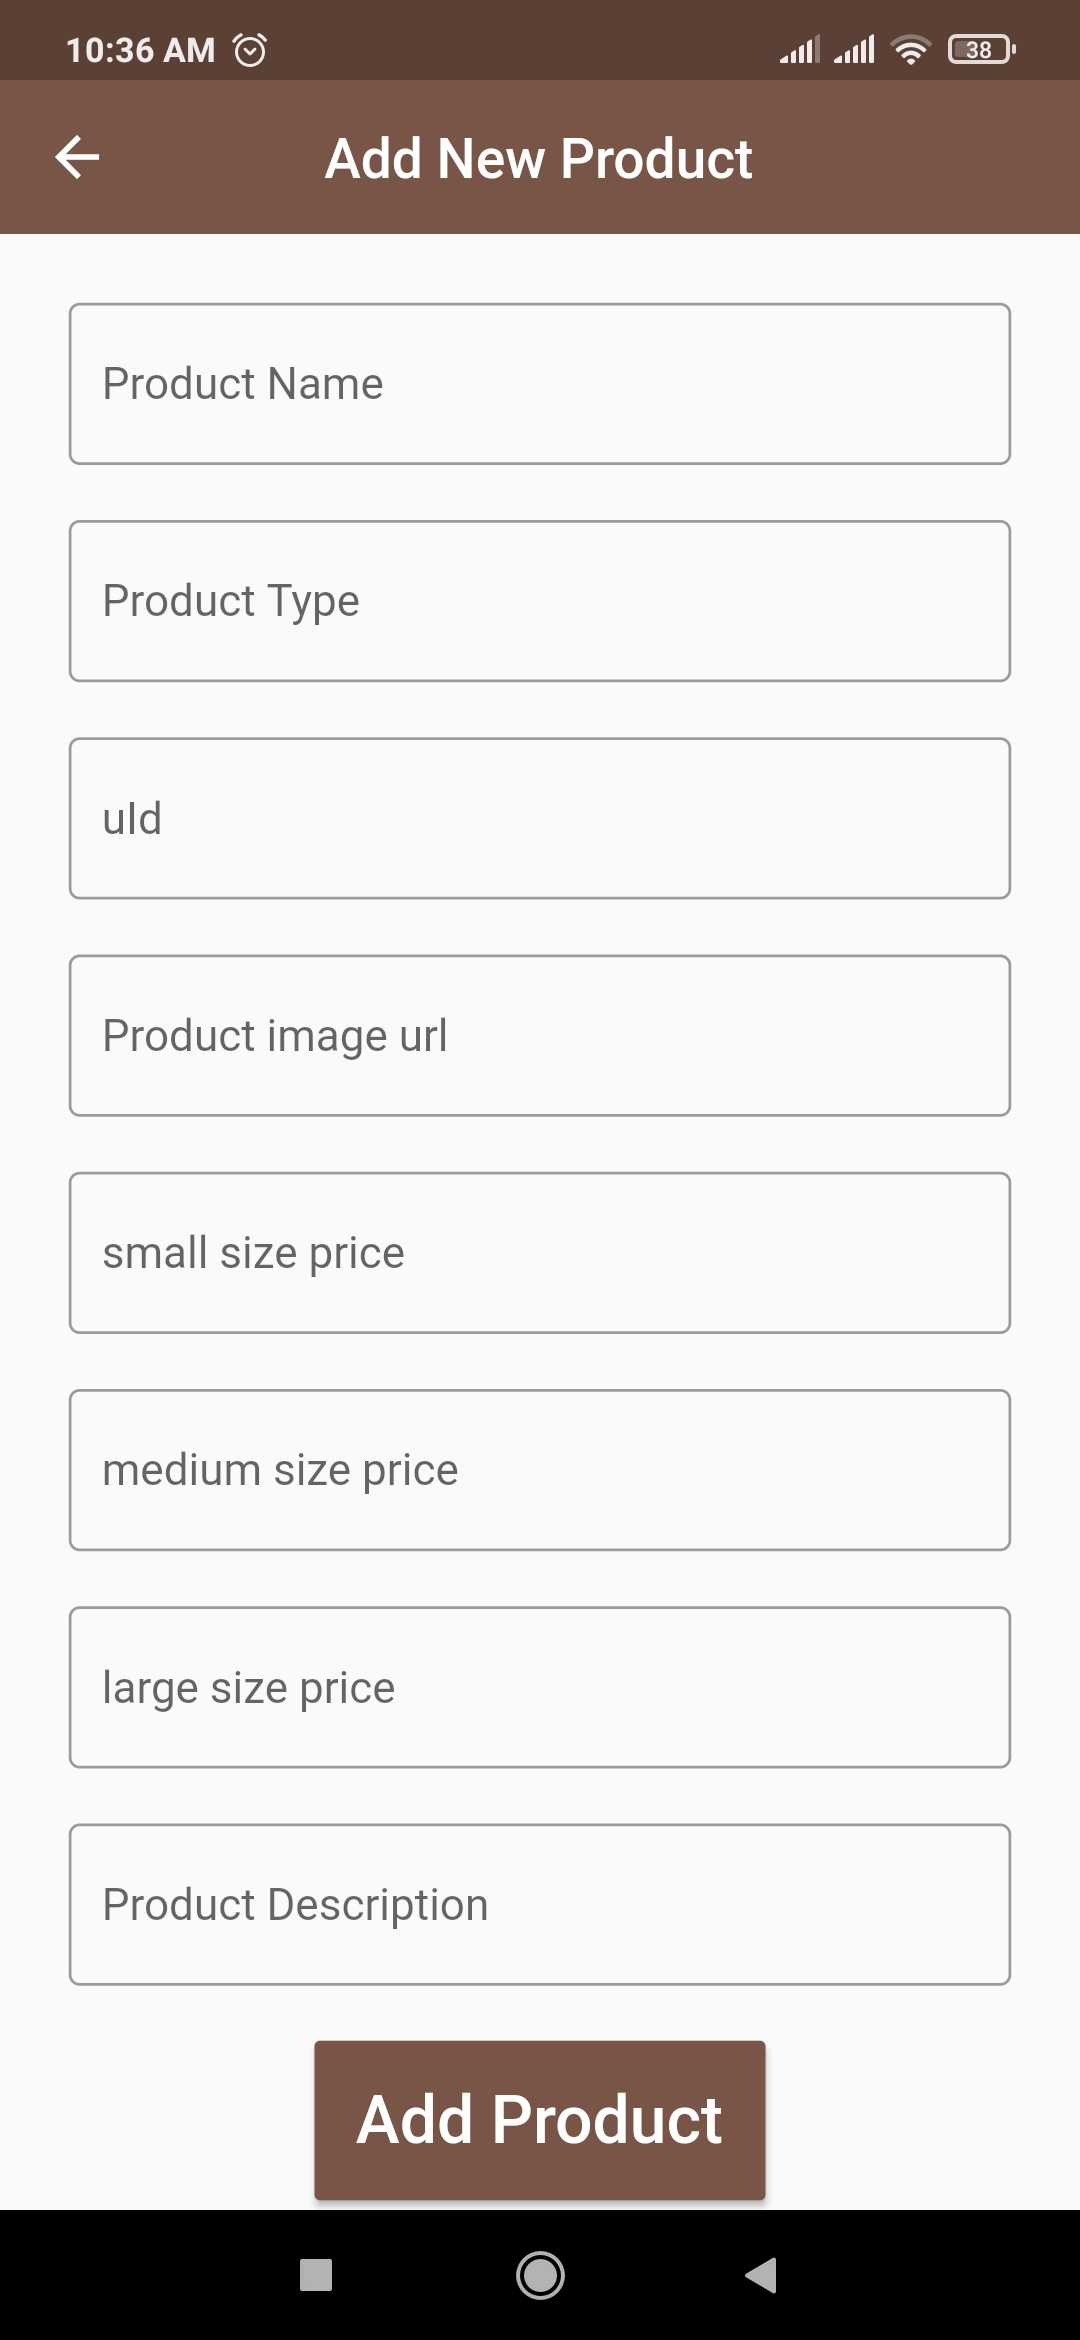 10:36 AM
38
Add New Product
Product Name
Product Type
uId
Product image url
small size price
medium size price
large size price
Product Description
Add Product